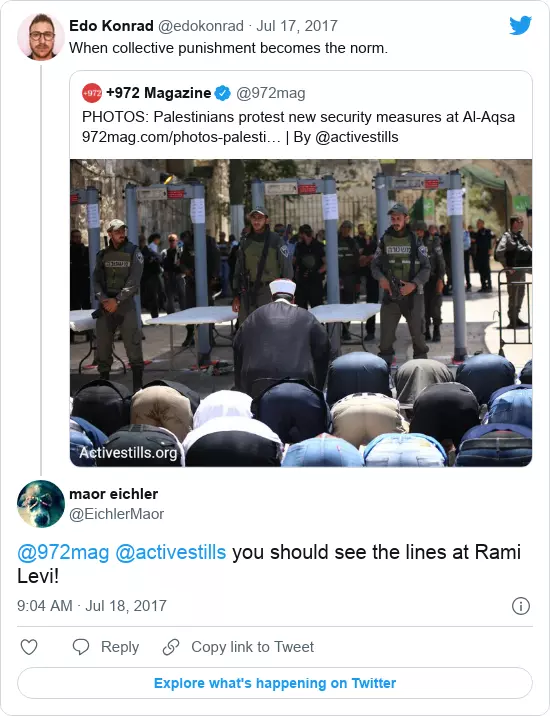 Edo Konrad @edokonrad · Jul 17, 2017
When collective punishment becomes the norm.
+972 +972 Magazine @972mag
PHOTOS: Palestinians protest new security measures at Al-Aqsa
972mag.com/photos-palesti… | By @activestills
Activestills.org
maor eichler
@EichlerMaor
@972mag @activestills you should see the lines at Rami
Levi!
9:04 AM · Jul 18, 2017
Reply Copy link to Tweet
Explore what's happening on Twitter